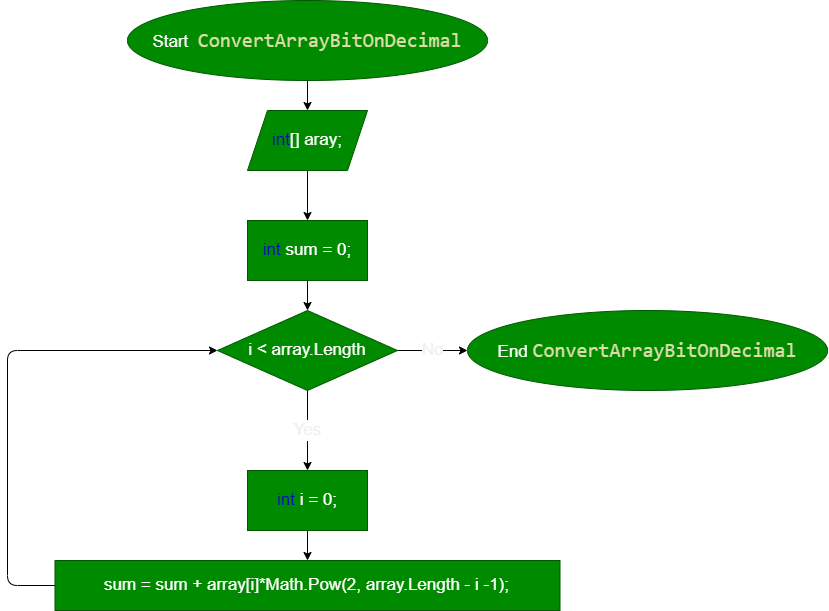 Start ConvertArrayBitOnDecimal
int[] aray;
int sum = 0;
i < array.Length
No
End ConvertArrayBitOnDecimal
Yes
int i = 0;
sum = sum + array[i]*Math.Pow(2, array.Length - i -1);